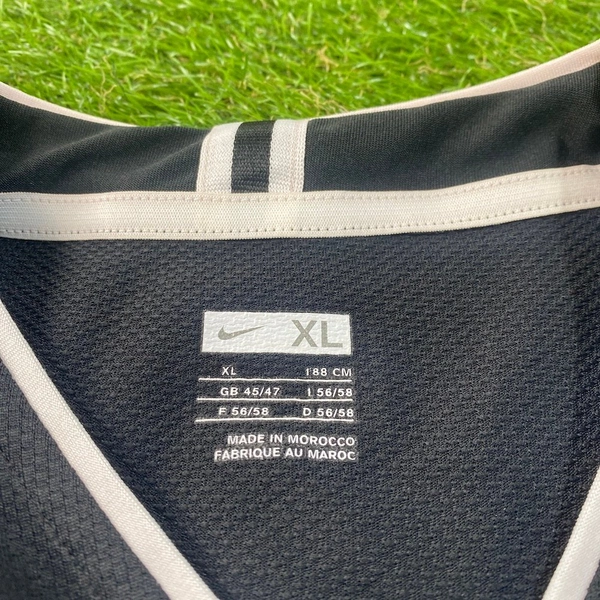 XL
XL 188 CM
GB 45/47 I 56/58
F 56/58 D 56/58
MADE IN MOROCCO
FABRIQUE AU MAROC